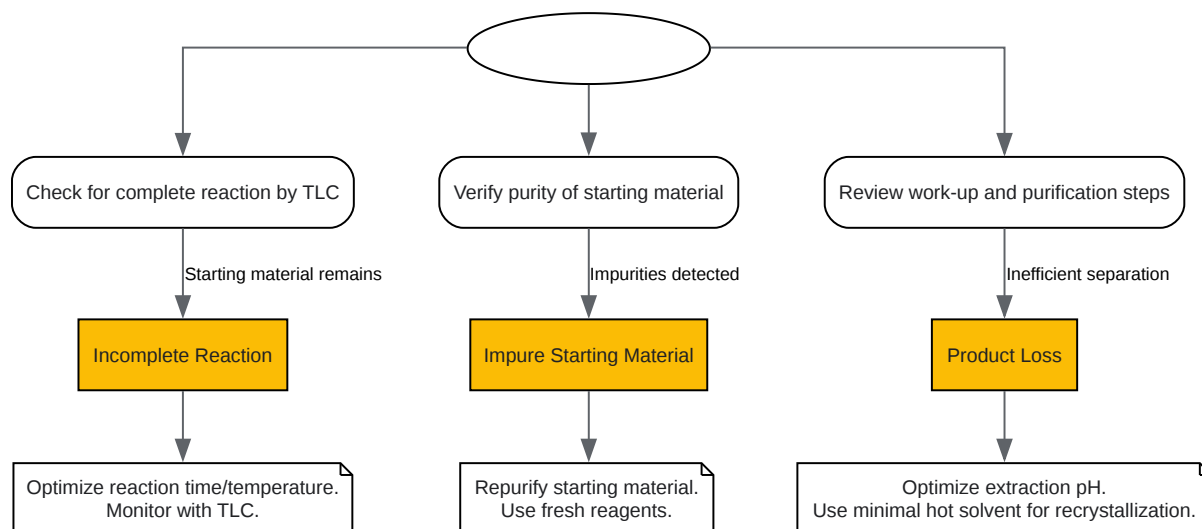 Check for complete reaction by TLC
Verify purity of starting material
Review work-up and purification steps
Starting material remains
Impurities detected
Inefficient separation
Incomplete Reaction
Impure Starting Material
Product Loss
Optimize reaction time/temperature.
Monitor with TLC.
Repurify starting material.
Use fresh reagents.
Optimize extraction pH.
Use minimal hot solvent for recrystallization.